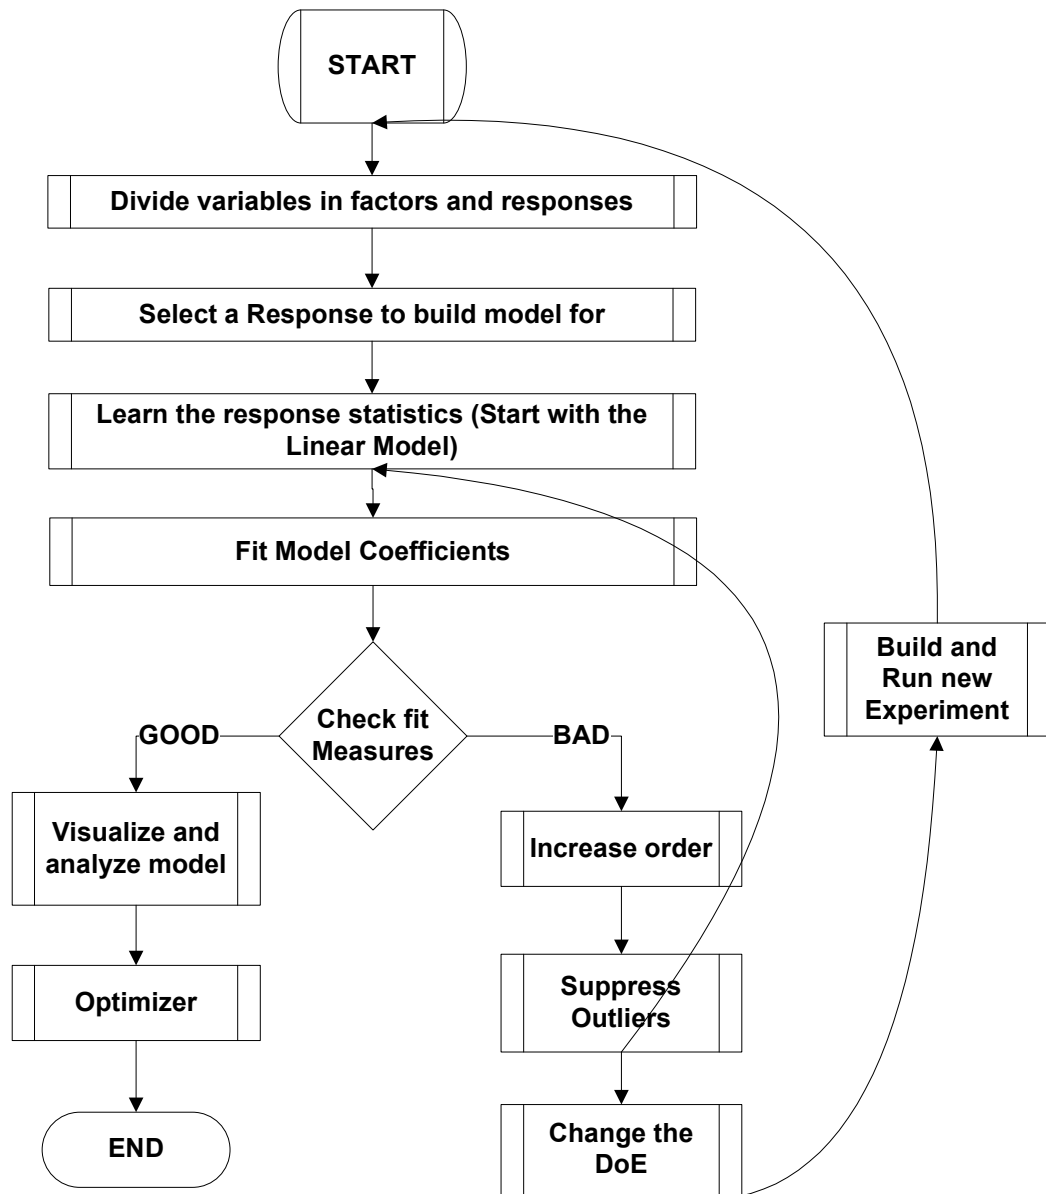 START
Divide variables in factors and responses
Select a Response to build model for
Learn the response statistics (Start with the
Linear Model)
Fit Model Coefficients
Check fit
Measures
GOOD
BAD
Visualize and
analyze model
Optimizer
END
Increase order
Suppress
Outliers
Change the
DoE
Build and
Run new
Experiment